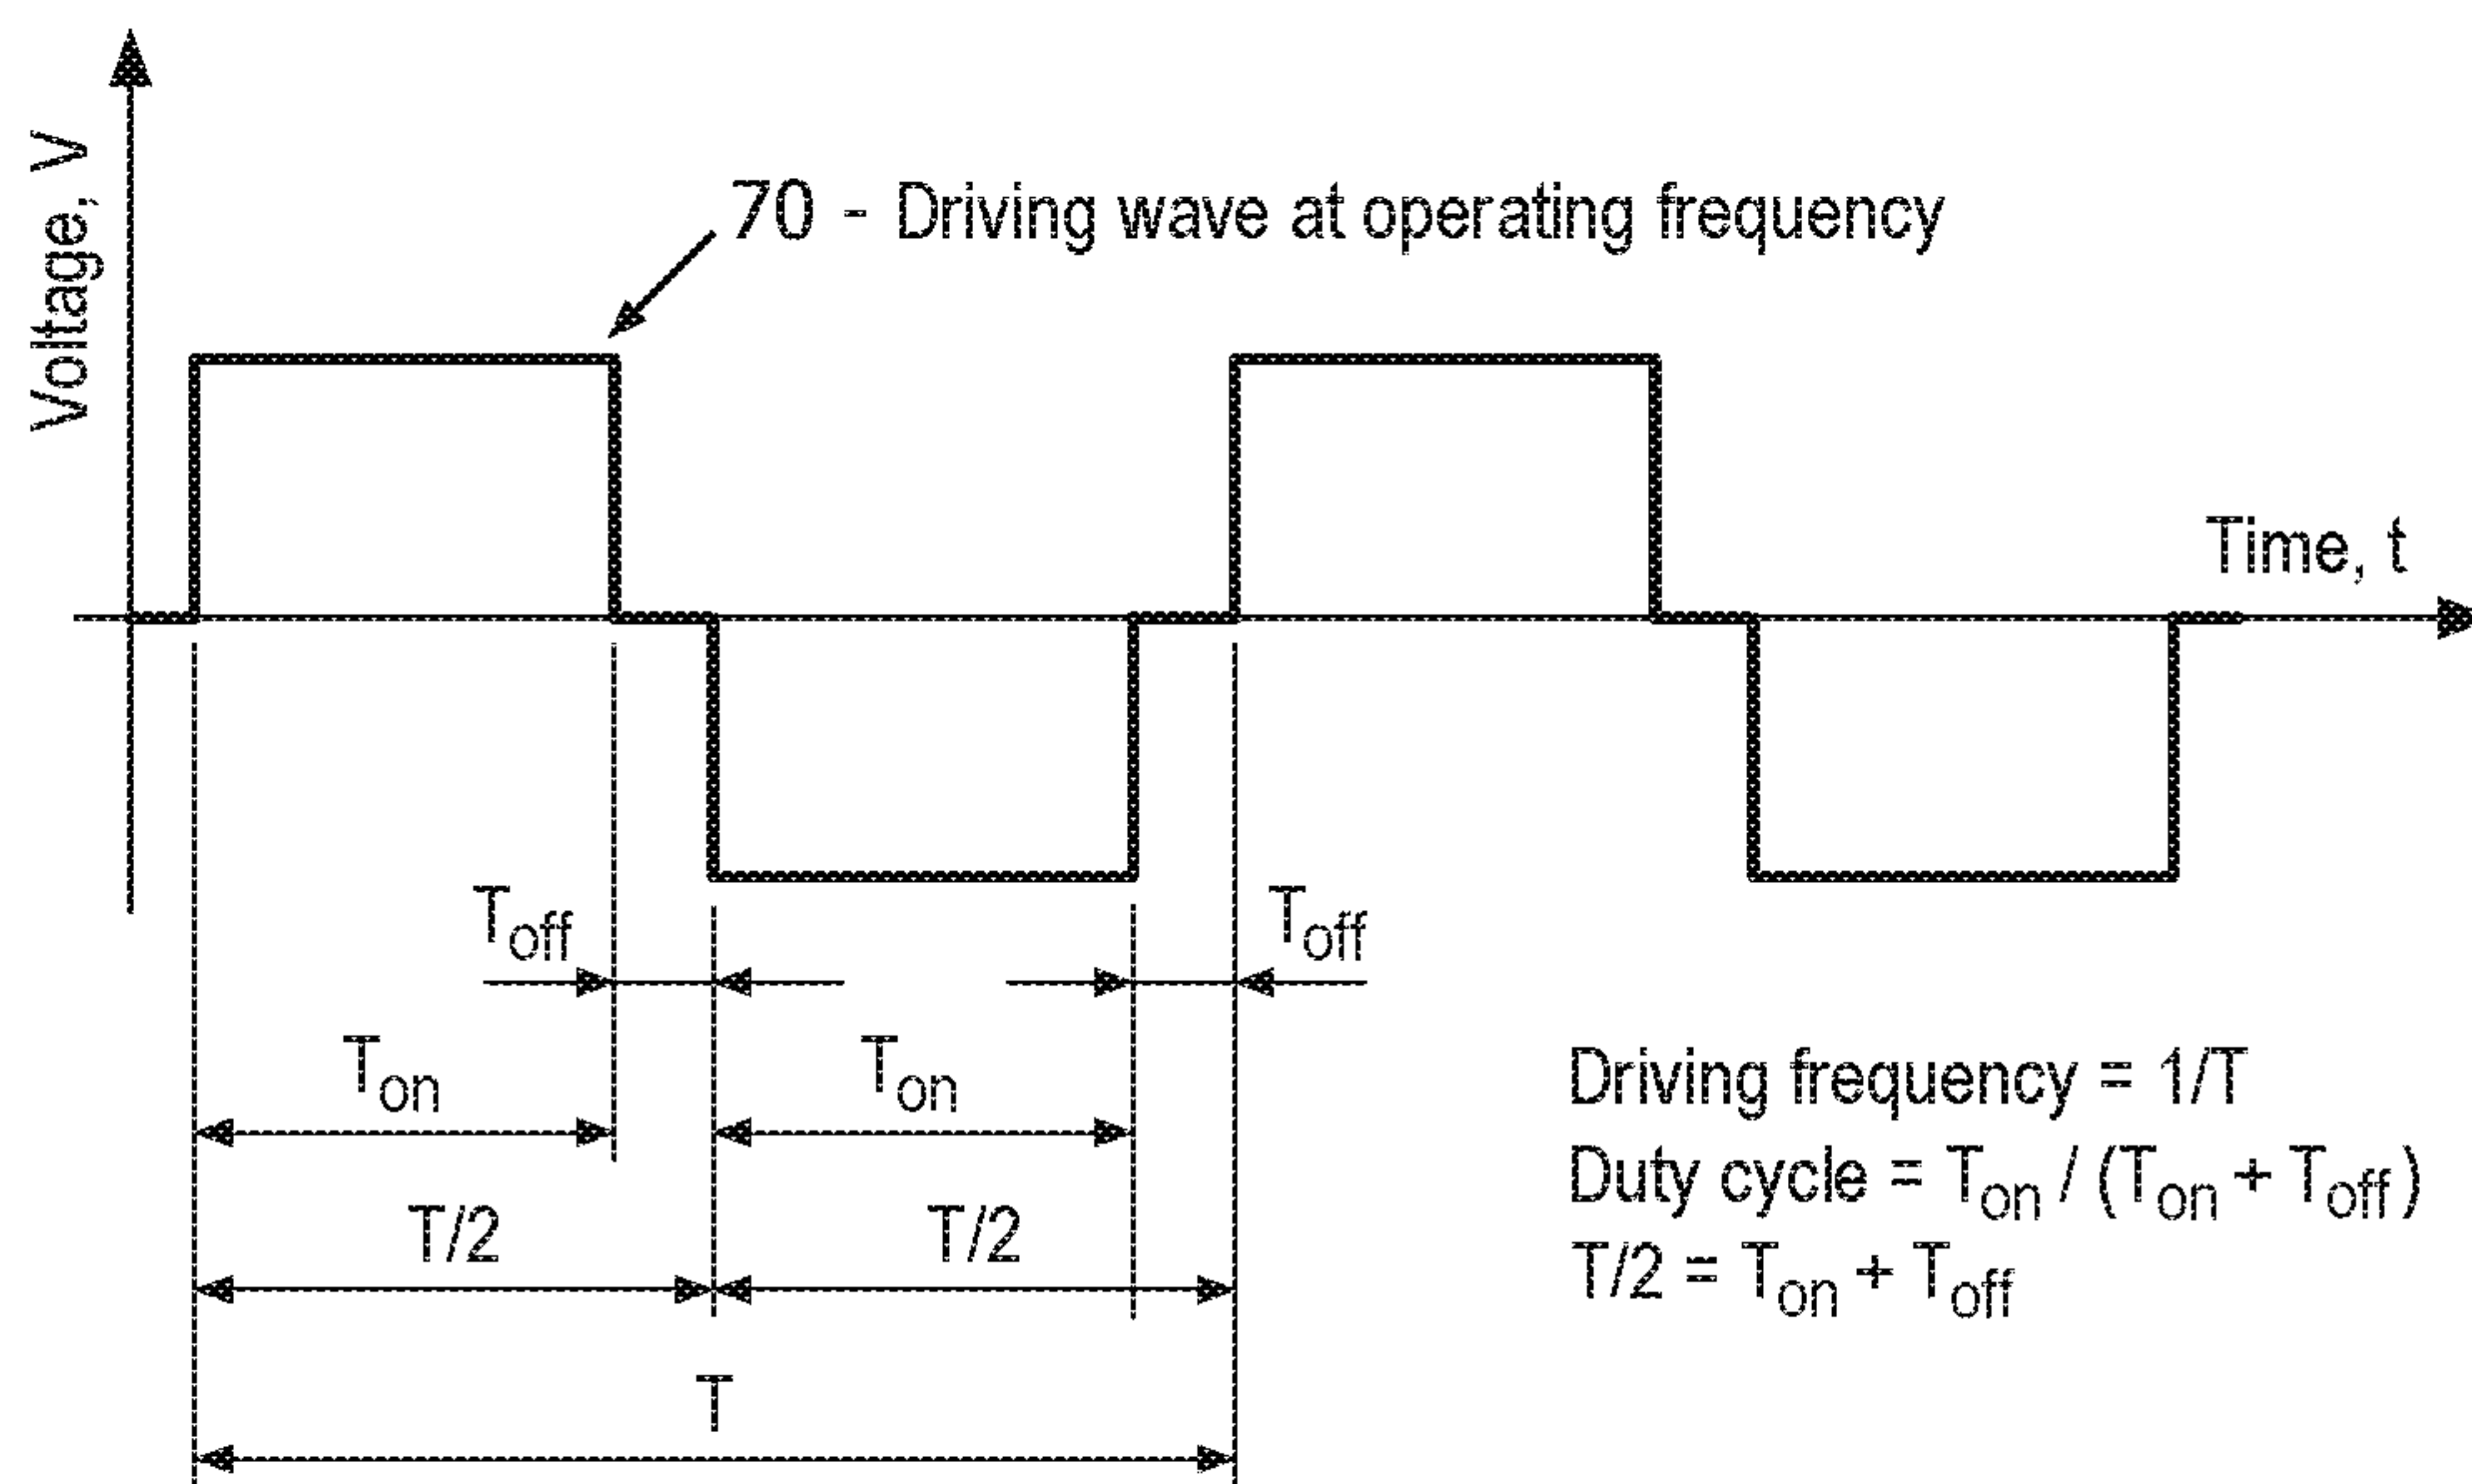 Voltage, V
70 - Driving wave at operating frequency
Time, t
Toff
Toff
Ton
Ton
T/2
T/2
T
Driving frequency = 1/T
Duty cycle = Ton / (Ton + Toff)
T/2 = Ton + Toff